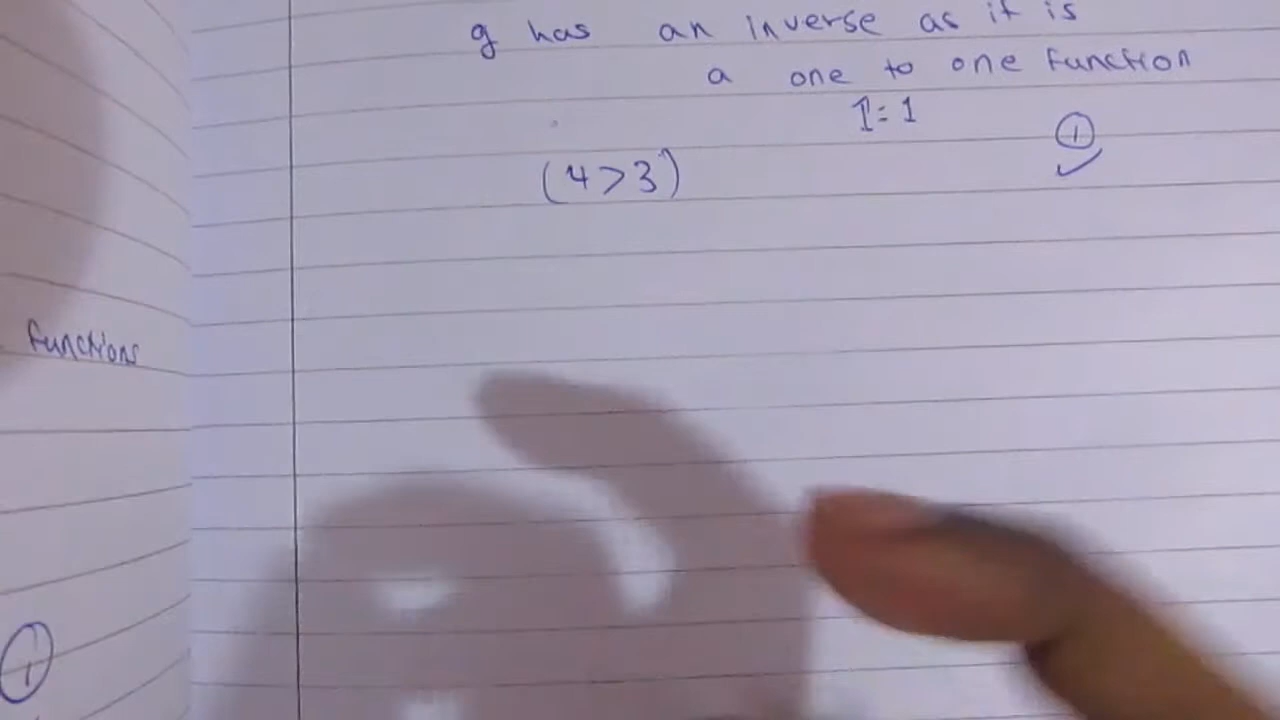 g has an inverse as it is
a one to one function
1:1
①
(4>3)
functions
①